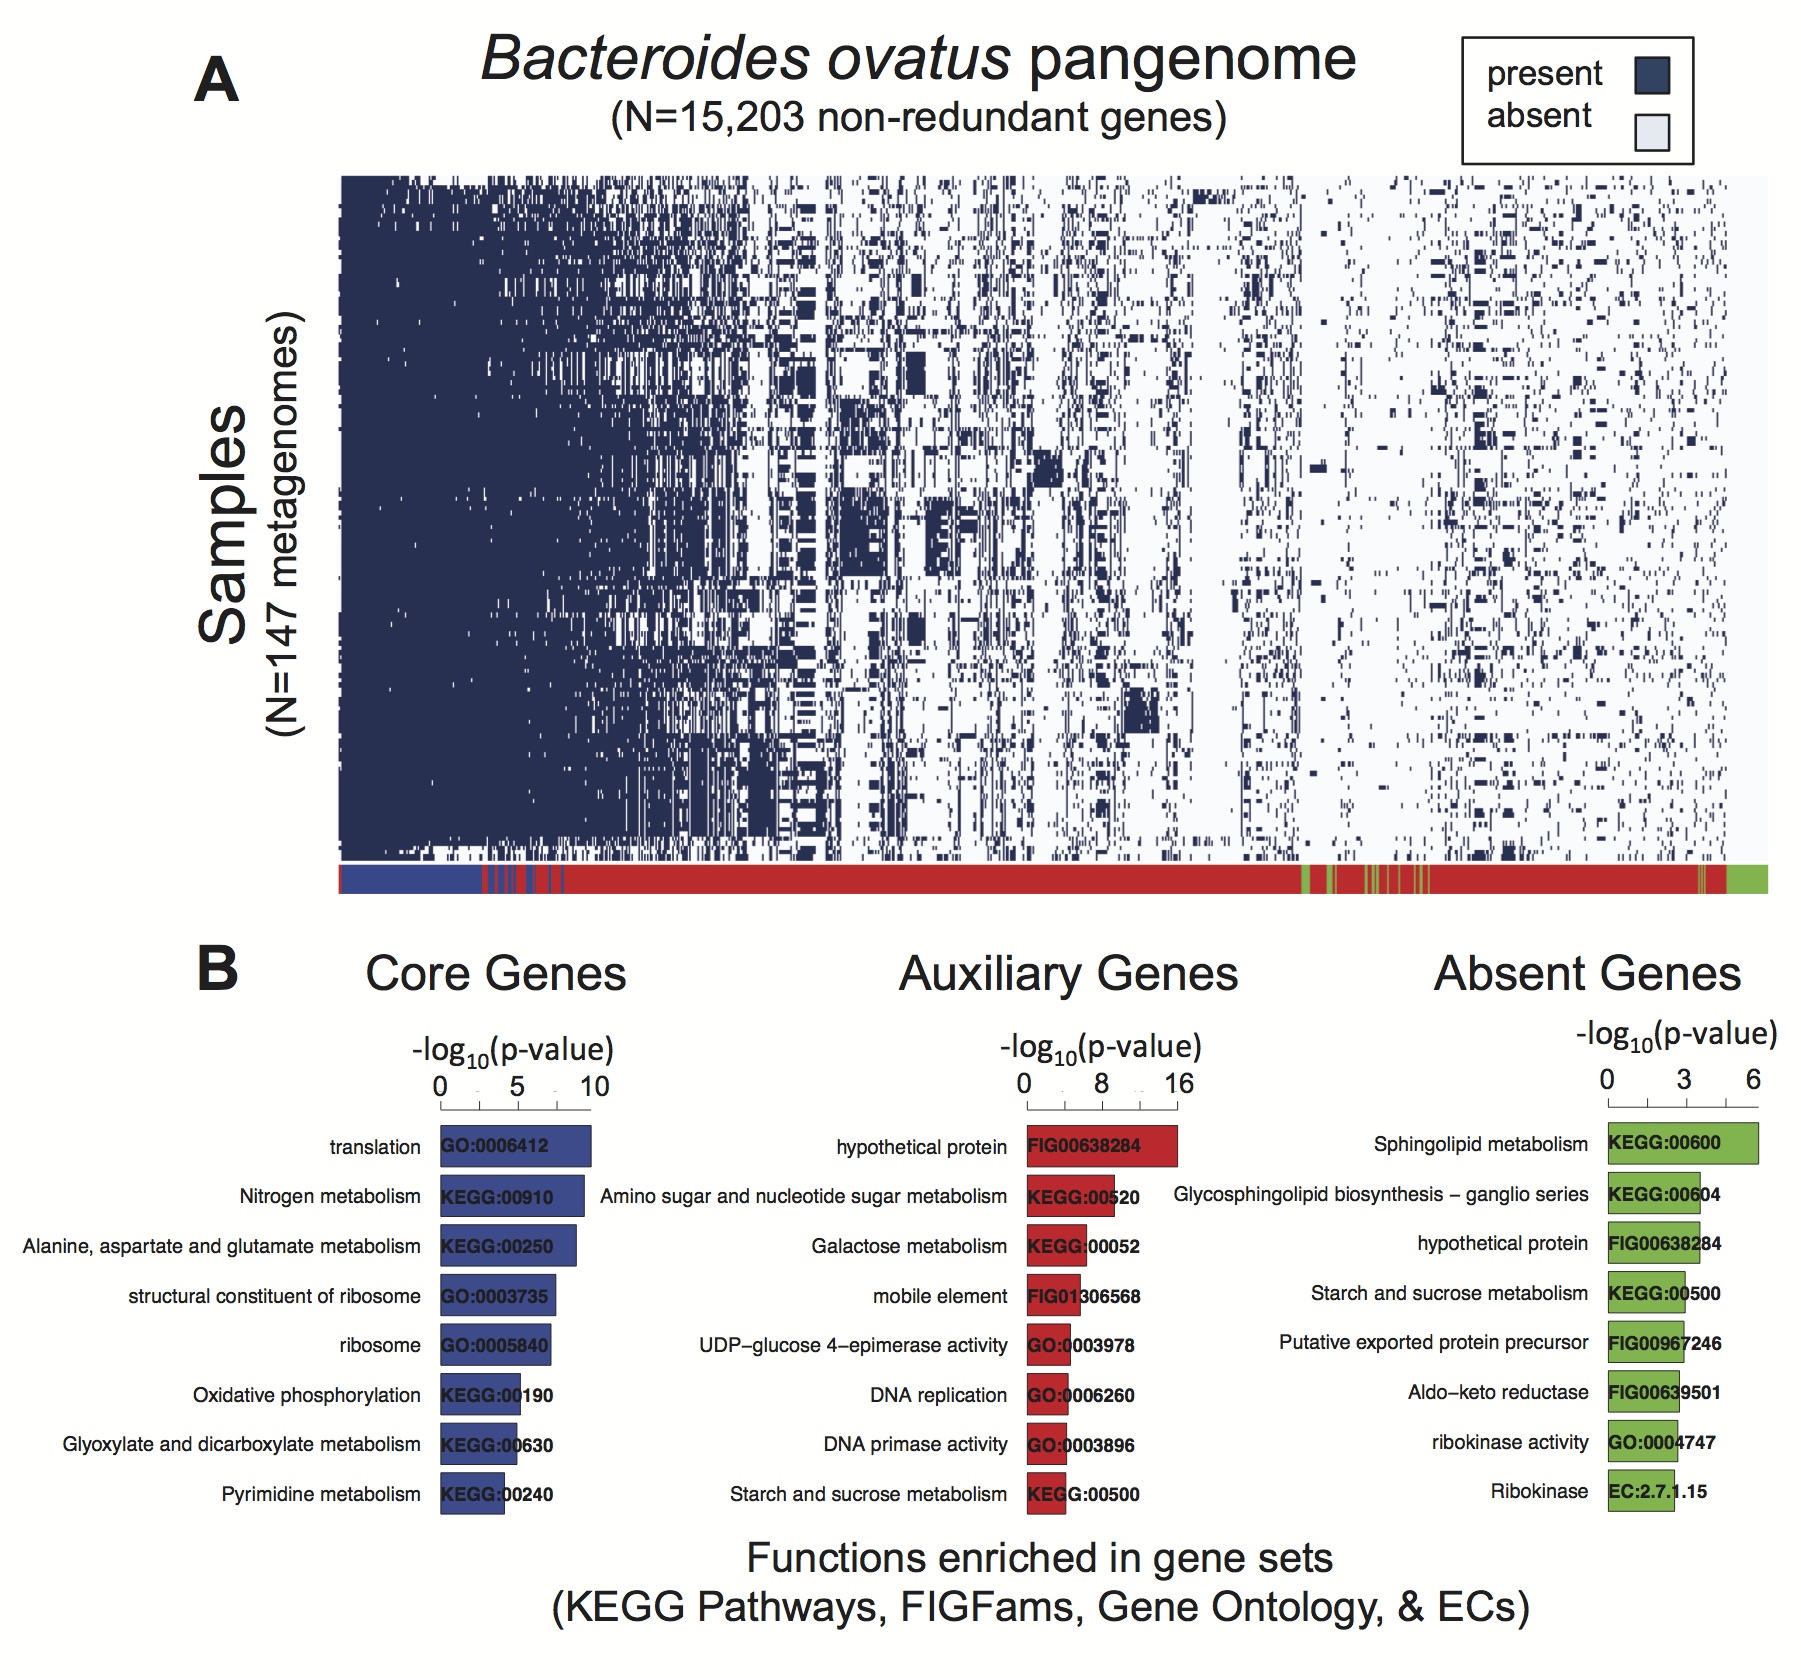 A
Bacteroides ovatus pangenome
(N=15,203 non-redundant genes)
present
absent
Samples
(N=147 metagenomes)
B
Core Genes
-log10(p-value)
0 5 10
translation GO:0006412
Nitrogen metabolism KEGG:00910
Alanine, aspartate and glutamate metabolism KEGG:00250
structural constituent of ribosome GO:0003735
ribosome GO:0005840
Oxidative phosphorylation KEGG:00190
Glyoxylate and dicarboxylate metabolism KEGG:00630
Pyrimidine metabolism KEGG:00240
Auxiliary Genes
-log10(p-value)
0 8 16
hypothetical protein FIG00638284
Amino sugar and nucleotide sugar metabolism KEGG:00520
Galactose metabolism KEGG:00052
mobile element FIG01306568
UDP−glucose 4−epimerase activity GO:0003978
DNA replication GO:0006260
DNA primase activity GO:0003896
Starch and sucrose metabolism KEGG:00500
Absent Genes
-log10(p-value)
0 3 6
Sphingolipid metabolism KEGG:00600
Glycosphingolipid biosynthesis − ganglio series KEGG:00604
hypothetical protein FIG00638284
Starch and sucrose metabolism KEGG:00500
Putative exported protein precursor FIG00967246
Aldo−keto reductase FIG00639501
ribokinase activity GO:0004747
Ribokinase EC:2.7.1.15
Functions enriched in gene sets
(KEGG Pathways, FIGFams, Gene Ontology, & ECs)